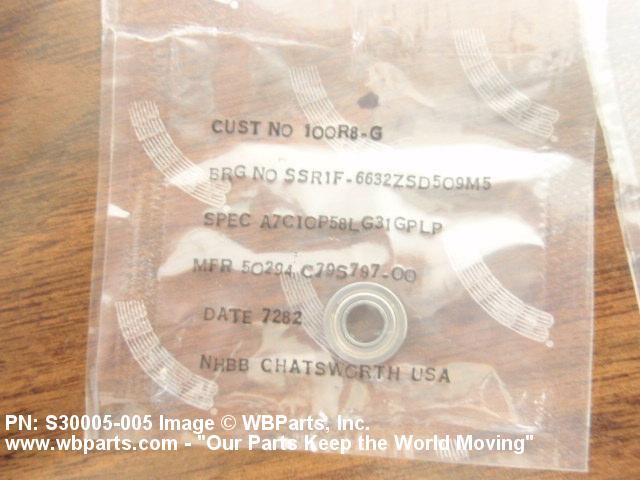 CUST NO 100R8-G
BRG NO SSR1F-6632ZSD509M5
SPEC A7C10P58LG31GPLP
MFR 50294 C79S797-00
DATE 7282
NHBB CHATSWORTH USA
PN: S30005-005 Image © WBParts, Inc.
www.wbparts.com - "Our Parts Keep the World Moving"